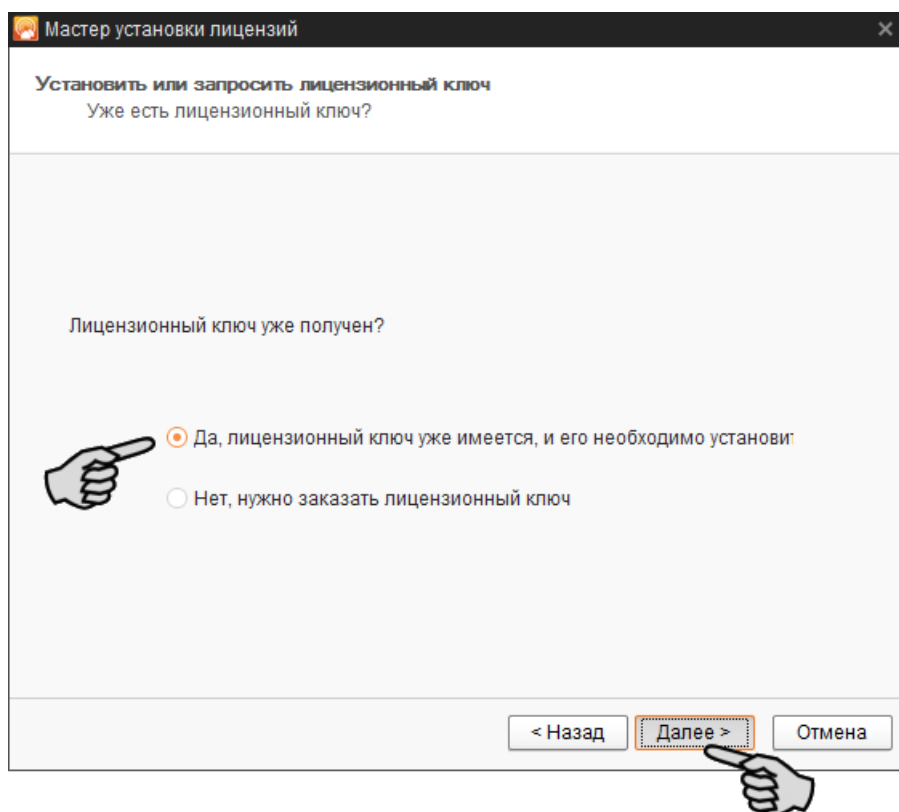 Мастер установки лицензий
Установить или запросить лицензионный ключ
Уже есть лицензионный ключ?
Лицензионный ключ уже получен?
Да, лицензионный ключ уже имеется, и его необходимо установит
Нет, нужно заказать лицензионный ключ
< Назад Далее > Отмена